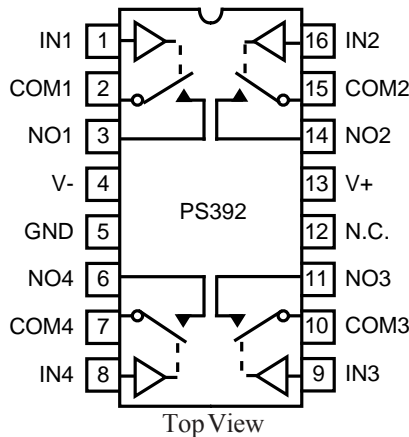 IN1 1 16 IN2
COM1 2 15 COM2
NO1 3 14 NO2
V- 4 13 V+
PS392
GND 5 12 N.C.
NO4 6 11 NO3
COM4 7 10 COM3
IN4 8 9 IN3
Top View